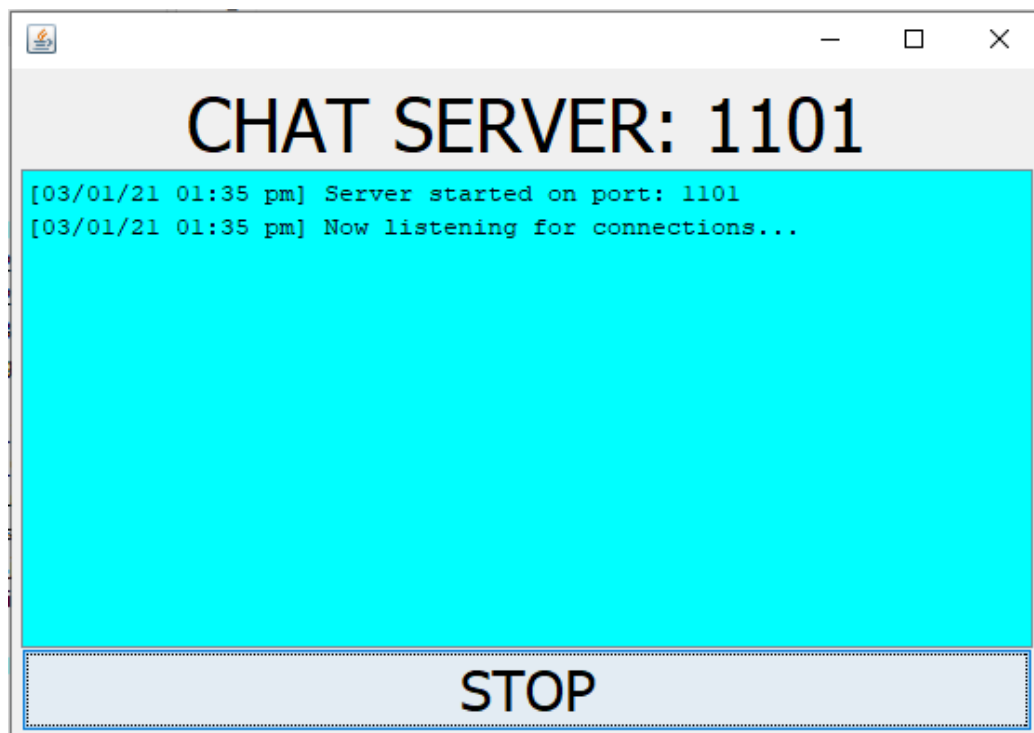 CHAT SERVER: 1101
[03/01/21 01:35 pm] Server started on port: 1101
[03/01/21 01:35 pm] Now listening for connections...
STOP